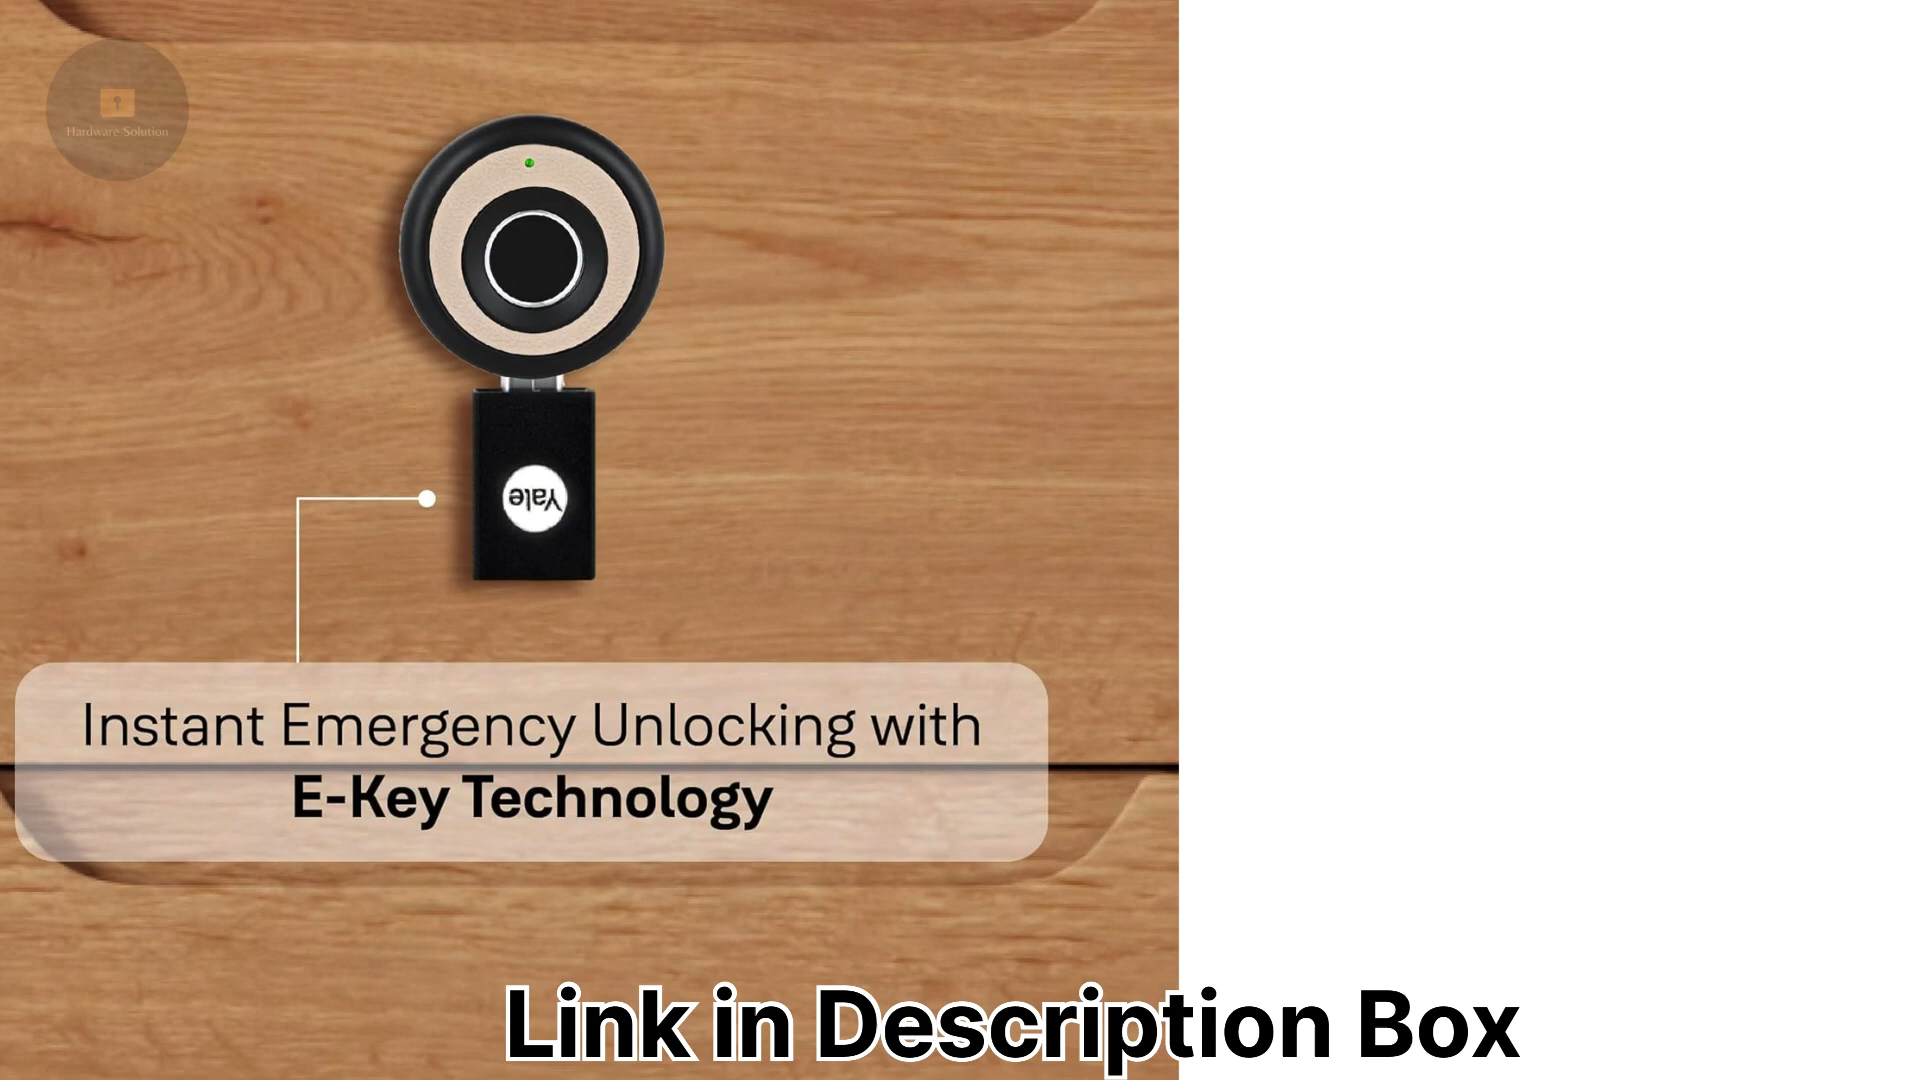 Hardware Solution
Yale
Instant Emergency Unlocking with
E-Key Technology
Link in Description Box